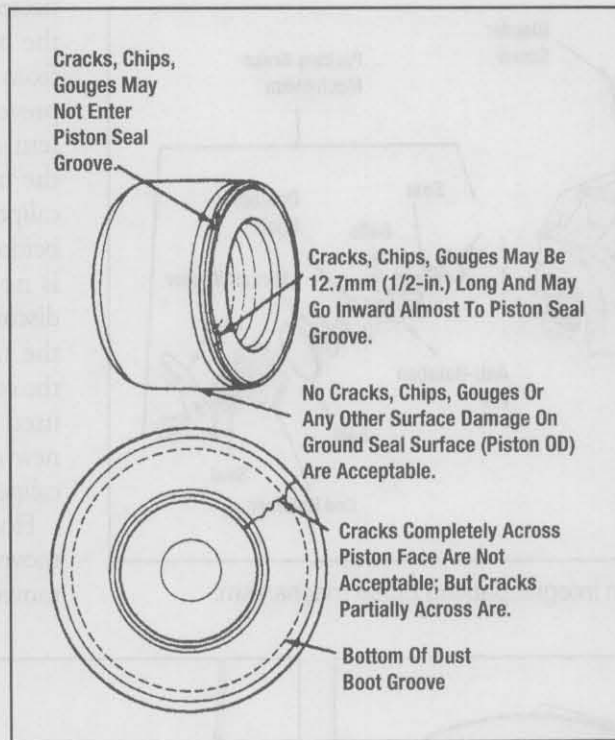 Cracks, Chips,
Gouges May
Not Enter
Piston Seal
Groove.
Cracks, Chips, Gouges May Be
12.7mm (1/2-in.) Long And May
Go Inward Almost To Piston Seal
Groove.
No Cracks, Chips, Gouges Or
Any Other Surface Damage On
Ground Seal Surface (Piston OD)
Are Acceptable.
Cracks Completely Across
Piston Face Are Not
Acceptable; But Cracks
Partially Across Are.
Bottom Of Dust
Boot Groove